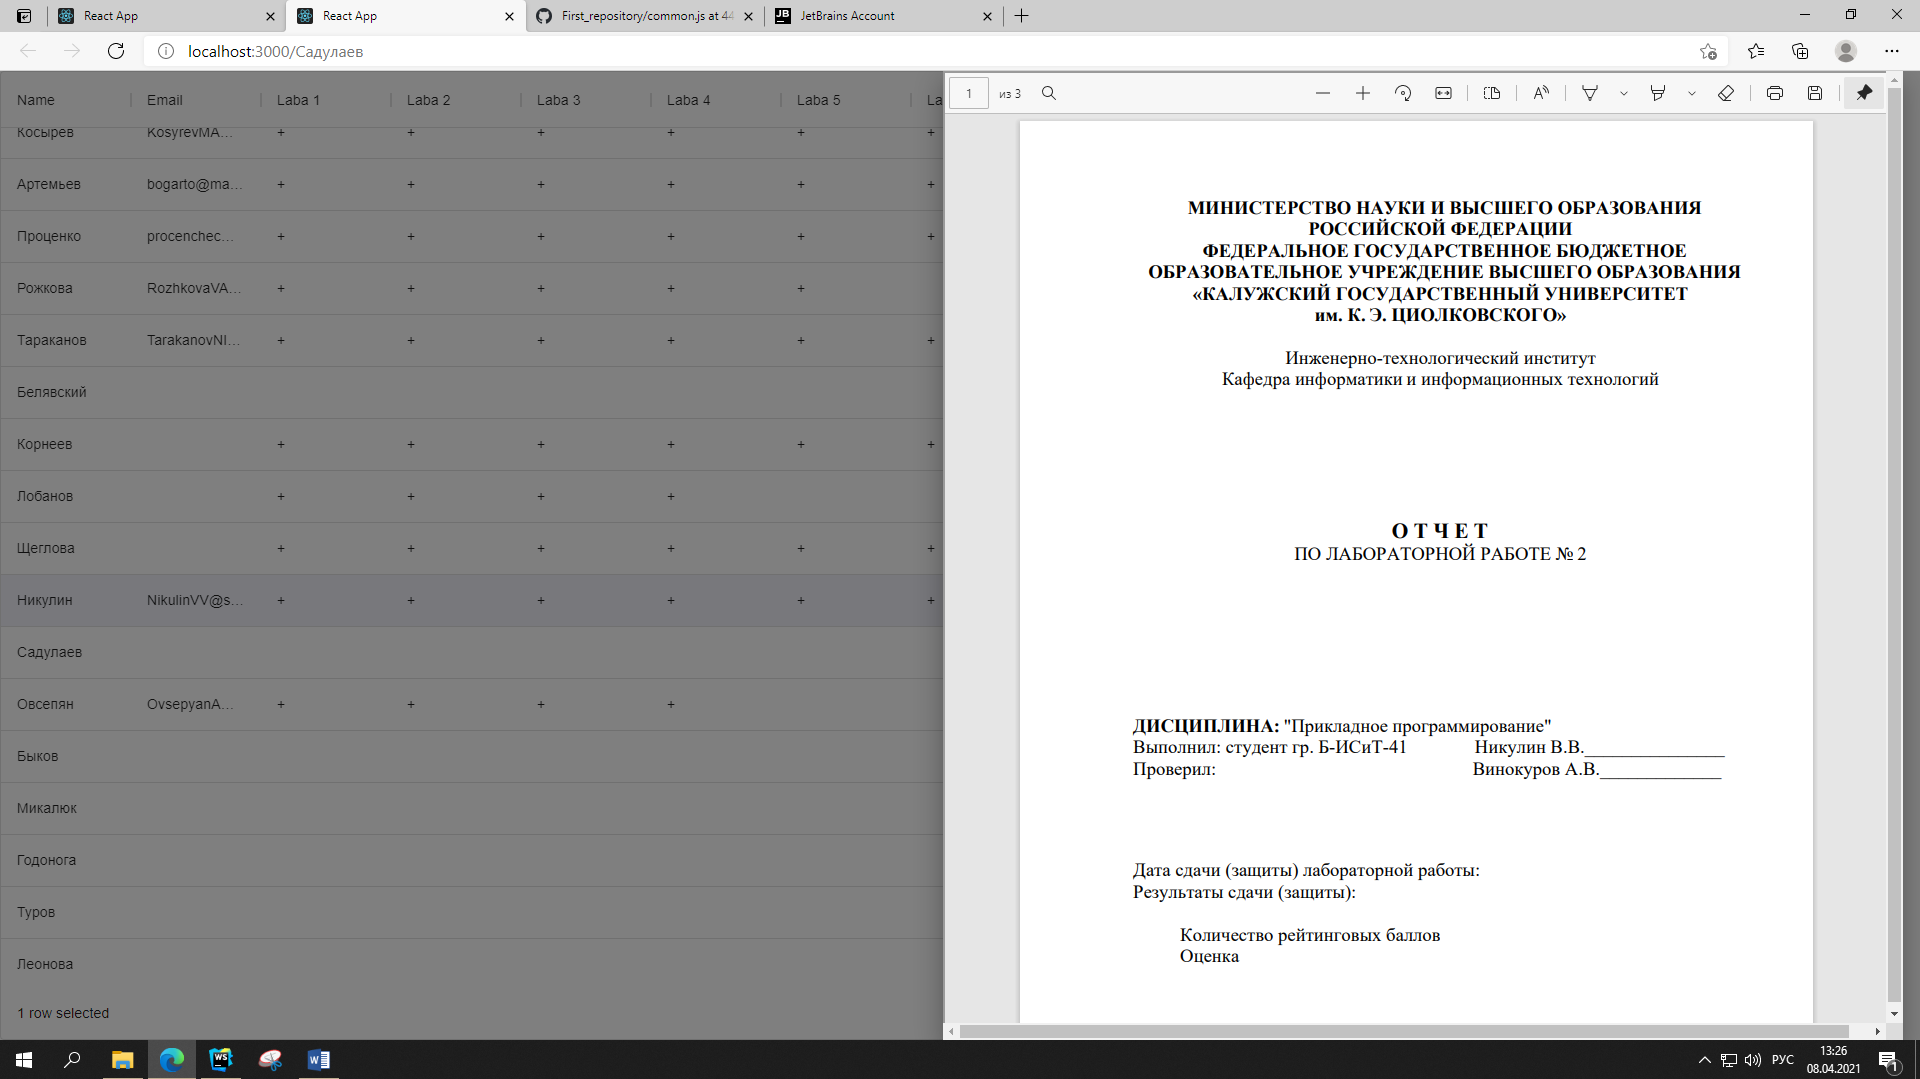 React App
React App
First_repository/common.js at 44
JetBrains Account
localhost:3000/Садулаев
Name Email Laba 1 Laba 2 Laba 3 Laba 4 Laba 5 La
Косырев KosyrevMA... + + + + + +
Артемьев bogarto@ma... + + + + + +
Проценко procenchec... + + + + + +
Рожкова RozhkovaVA... + + + + +
Тараканов TarakanovNI... + + + + + +
Белявский
Корнеев + + + + + +
Лобанов + + + +
Щеглова + + + + + +
Никулин NikulinVV@s... + + + + + +
Садулаев
Овсепян OvsepyanA... + + + +
Быков
Микалюк
Годонога
Туров
Леонова
1 row selected
1 из 3
МИНИСТЕРСТВО НАУКИ И ВЫСШЕГО ОБРАЗОВАНИЯ
РОССИЙСКОЙ ФЕДЕРАЦИИ
ФЕДЕРАЛЬНОЕ ГОСУДАРСТВЕННОЕ БЮДЖЕТНОЕ
ОБРАЗОВАТЕЛЬНОЕ УЧРЕЖДЕНИЕ ВЫСШЕГО ОБРАЗОВАНИЯ
«КАЛУЖСКИЙ ГОСУДАРСТВЕННЫЙ УНИВЕРСИТЕТ
им. К. Э. ЦИОЛКОВСКОГО»
Инженерно-технологический институт
Кафедра информатики и информационных технологий
О Т Ч Е Т
ПО ЛАБОРАТОРНОЙ РАБОТЕ № 2
ДИСЦИПЛИНА: "Прикладное программирование"
Выполнил: студент гр. Б-ИСиТ-41 Никулин В.В.________________
Проверил: Винокуров А.В.______________
Дата сдачи (защиты) лабораторной работы:
Результаты сдачи (защиты):
Количество рейтинговых баллов
Оценка
РУС
13:26
08.04.2021
1